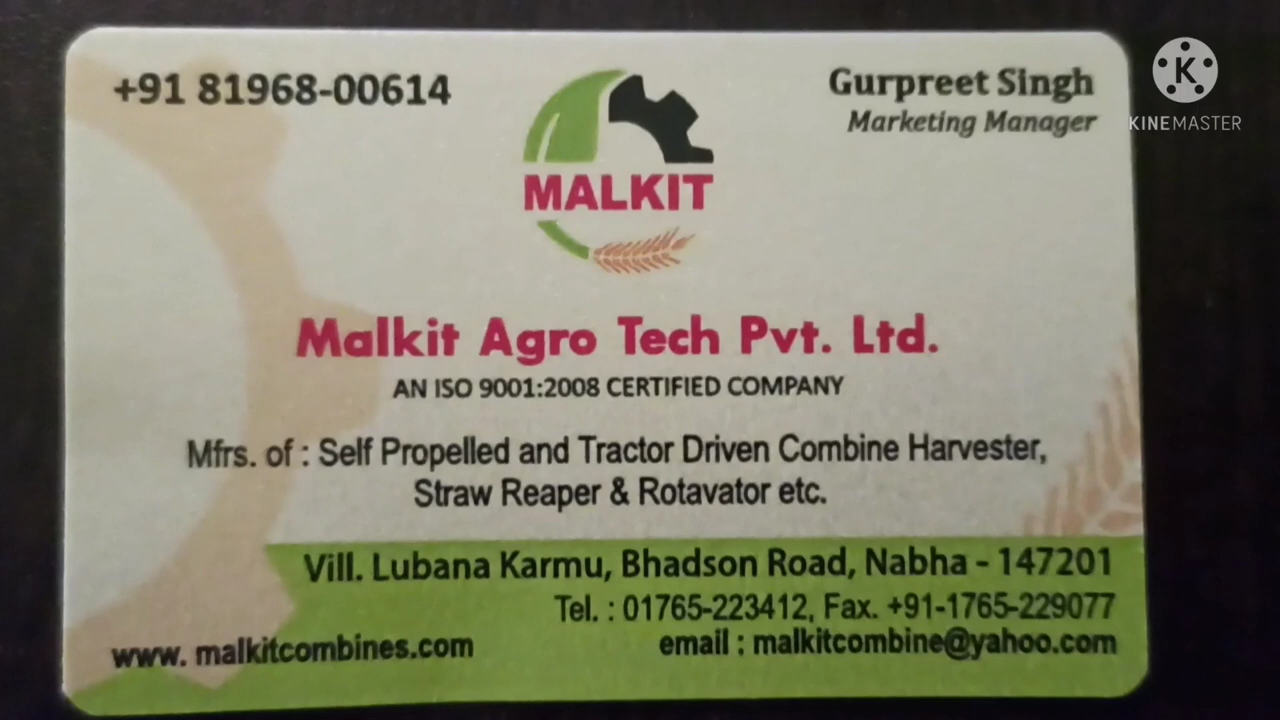 +91 81968-00614
Gurpreet Singh
Marketing Manager
K
KINEMASTER
MALKIT
Malkit Agro Tech Pvt. Ltd.
AN ISO 9001:2008 CERTIFIED COMPANY
Mfrs. of : Self Propelled and Tractor Driven Combine Harvester,
Straw Reaper & Rotavator etc.
Vill. Lubana Karmu, Bhadson Road, Nabha - 147201
Tel. : 01765-223412, Fax. +91-1765-229077
www. malkitcombines.com
email : malkitcombine@yahoo.com